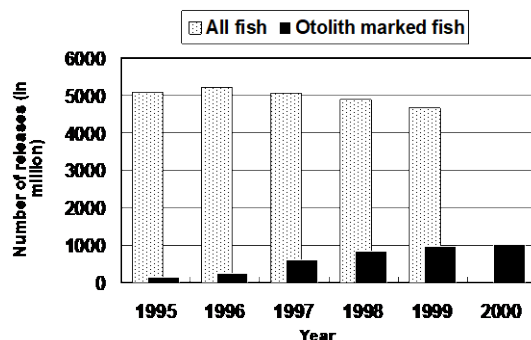 All fish Otolith marked fish
Number of releases (in
million)
6000
5000
4000
3000
2000
1000
0
1995 1996 1997 1998 1999 2000
Year